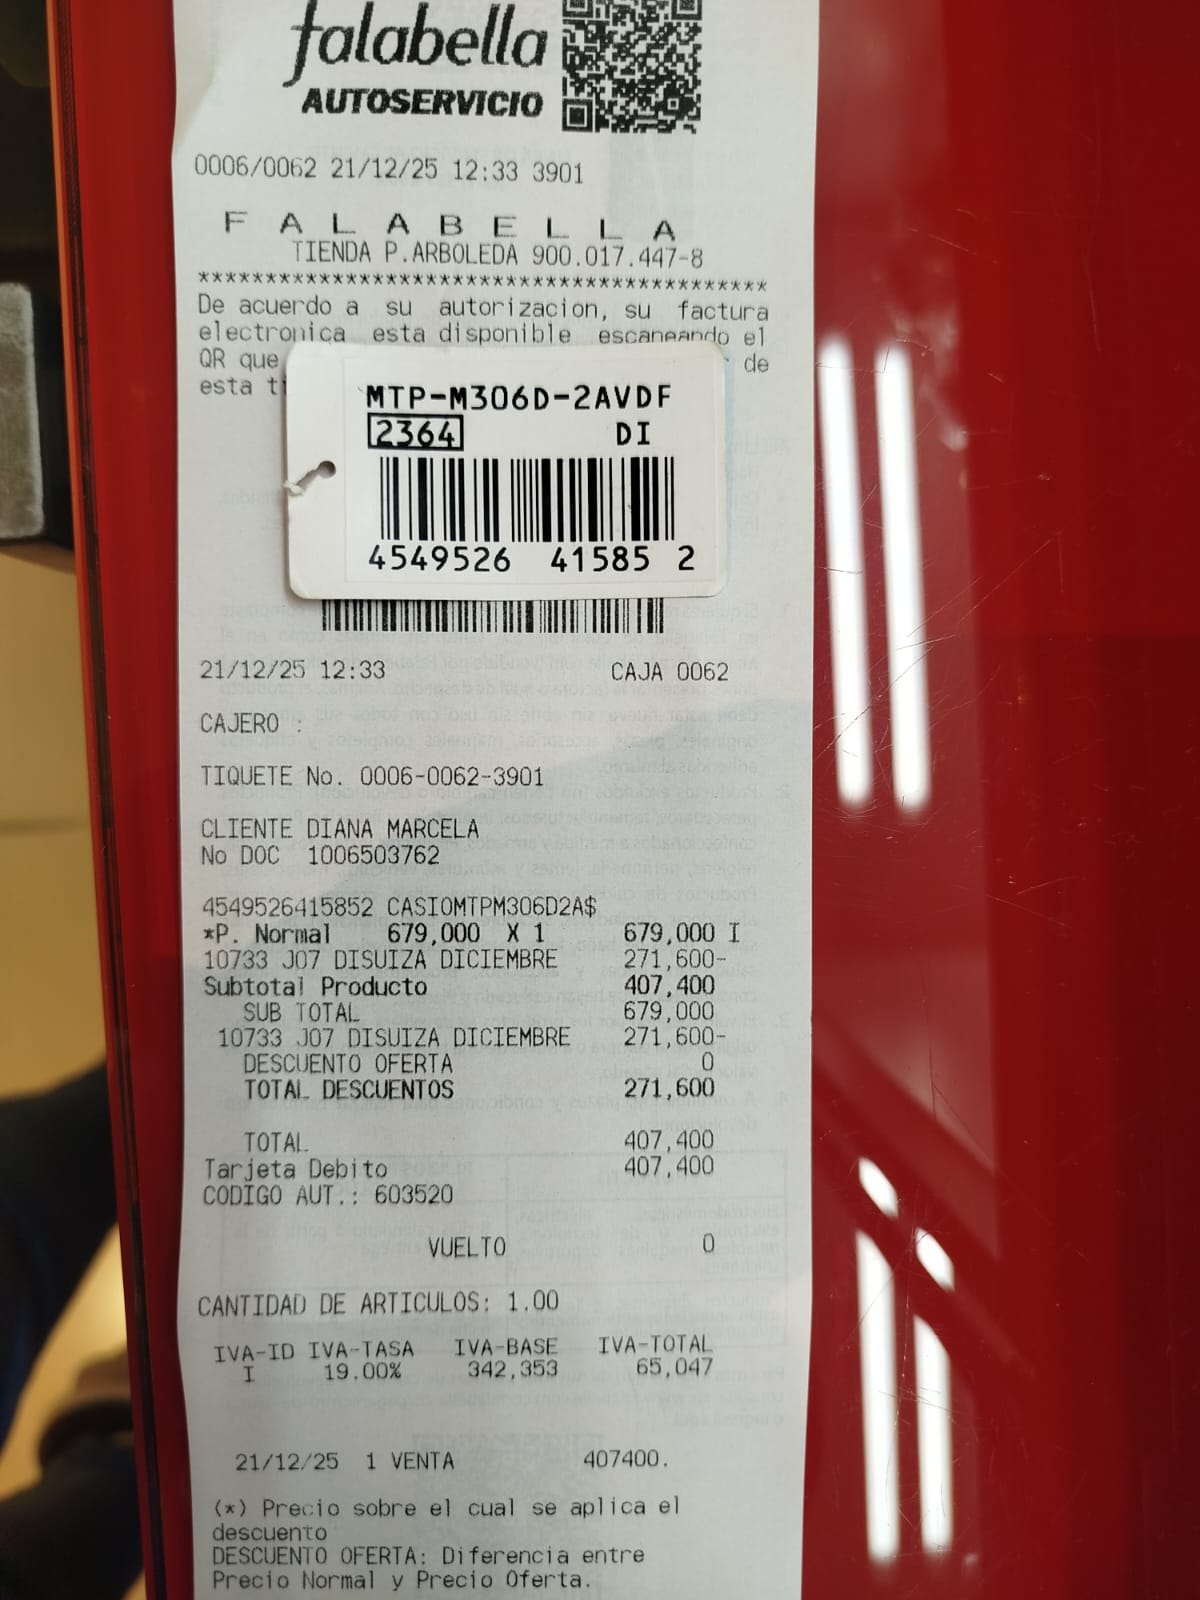 falabella
AUTOSERVICIO
0006/0062 21/12/25 12:33 3901
F A L A B E L L A
TIENDA P.ARBOLEDA 900.017.447-8
******************************************
De acuerdo a su autorizacion, su factura
electronica esta disponible escaneando el
QR que de
esta
MTP-M306D-2AVDF
2364 DI
4549526 41585 2
21/12/25 12:33 CAJA 0062
CAJERO :
TIQUETE No. 0006-0062-3901
CLIENTE DIANA MARCELA
No DOC 1006503762
4549526415852 CASIOMTPM306D2A$
*P. Normal 679,000 X 1 679,000 I
10733 J07 DISUIZA DICIEMBRE 271,600-
Subtotal Producto 407,400
SUB TOTAL 679,000
10733 J07 DISUIZA DICIEMBRE 271,600-
DESCUENTO OFERTA 0
TOTAL DESCUENTOS 271,600
TOTAL 407,400
Tarjeta Debito 407,400
CODIGO AUT.: 603520
VUELTO 0
CANTIDAD DE ARTICULOS: 1.00
IVA-ID IVA-TASA IVA-BASE IVA-TOTAL
I 19.00% 342,353 65,047
21/12/25 1 VENTA 407400.
(*) Precio sobre el cual se aplica el
descuento
DESCUENTO OFERTA: Diferencia entre
Precio Normal y Precio Oferta.